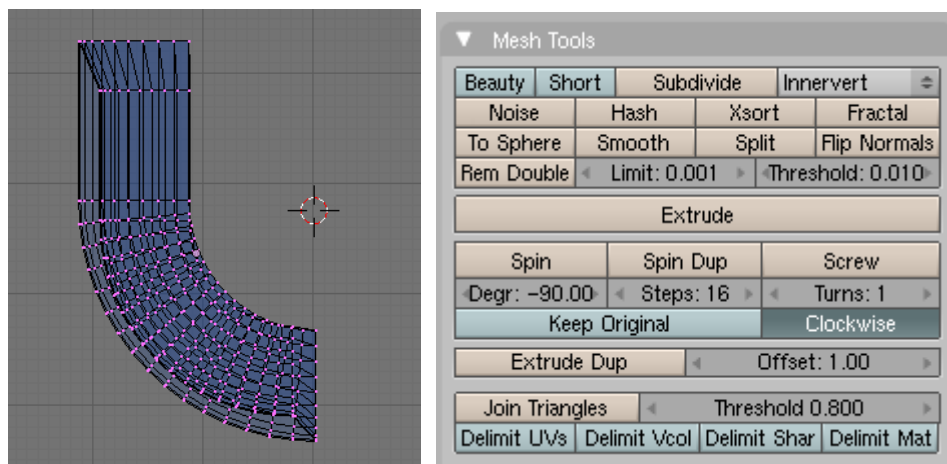 Mesh Tools
Beauty Short Subdivide Innervert
Noise Hash Xsort Fractal
To Sphere Smooth Split Flip Normals
Rem Double Limit: 0.001 Threshold: 0.010
Extrude
Spin Spin Dup Screw
Degr: -90.00 Steps: 16 Turns: 1
Keep Original Clockwise
Extrude Dup Offset: 1.00
Join Triangles Threshold 0.800
Delimit UVs Delimit Vcol Delimit Shar Delimit Mat